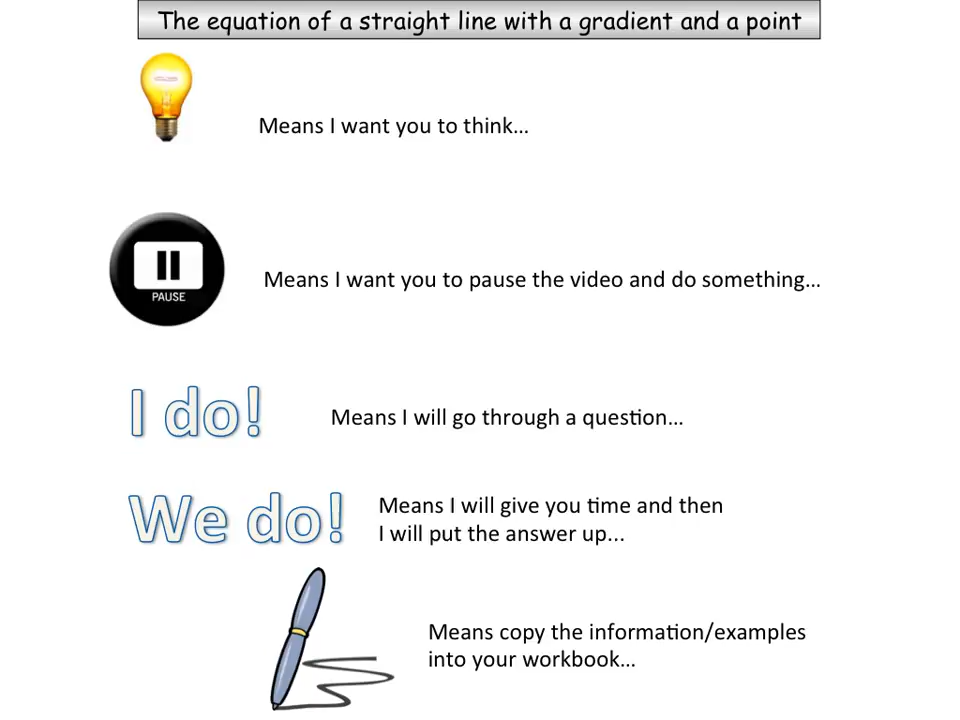 The equation of a straight line with a gradient and a point
Means I want you to think...
PAUSE
Means I want you to pause the video and do something...
I do!
Means I will go through a question...
We do!
Means I will give you time and then
I will put the answer up...
Means copy the information/examples
into your workbook...